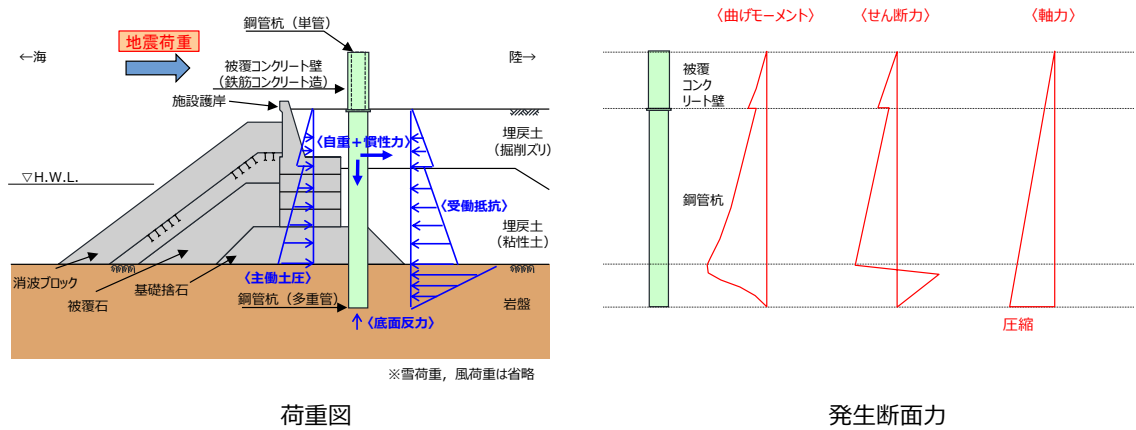 鋼管杭（単管）
地震荷重
←海
陸→
被覆コンクリート壁
（鉄筋コンクリート造）
施設護岸
〈自重＋慣性力〉
埋戻土
（掘削ズリ）
▽H.W.L.
〈受働抵抗〉
埋戻土
（粘性土）
〈主働土圧〉
消波ブロック
被覆石
基礎捨石
鋼管杭（多重管）
岩盤
〈底面反力〉
※雪荷重，風荷重は省略
荷重図
〈曲げモーメント〉
〈せん断力〉
〈軸力〉
被覆
コンク
リート壁
鋼管杭
圧縮
発生断面力